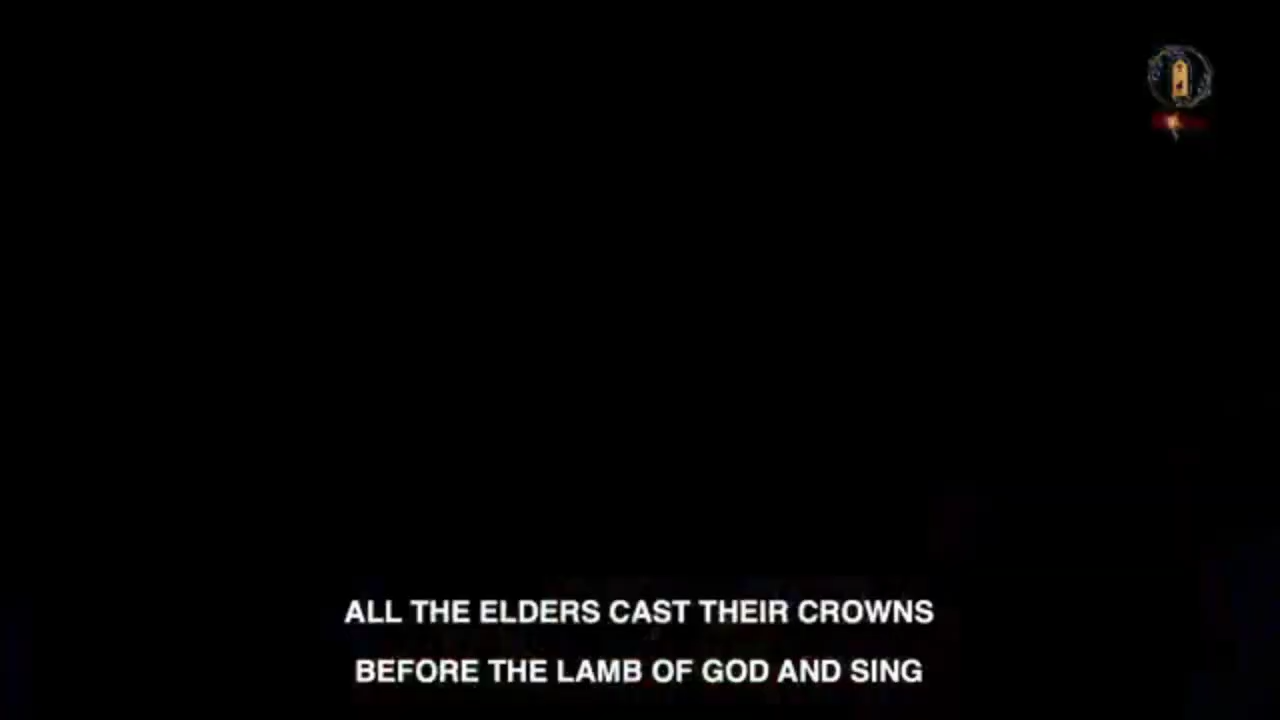 ALL THE ELDERS CAST THEIR CROWNS
BEFORE THE LAMB OF GOD AND SING